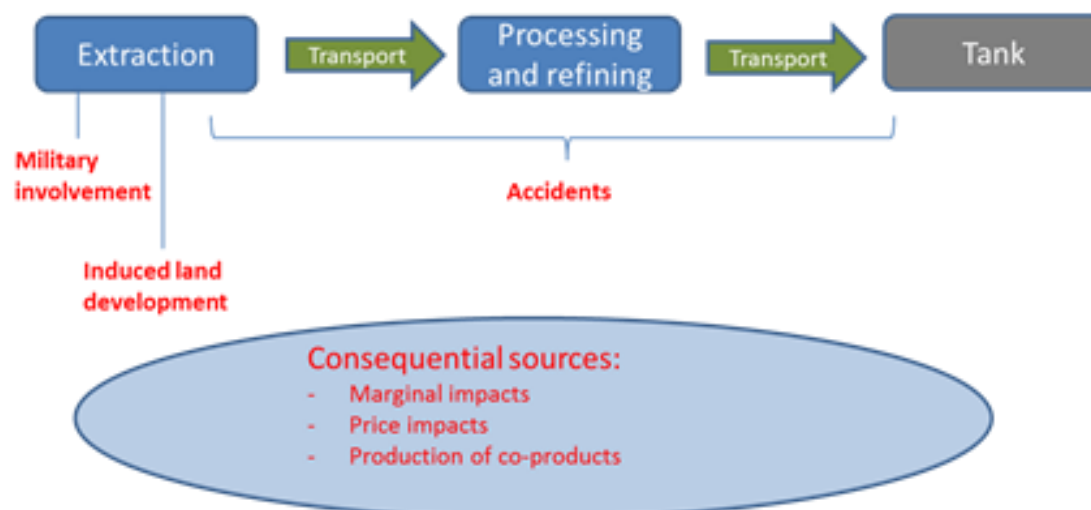 Extraction
Transport
Processing
and refining
Transport
Tank
Military
involvement
Accidents
Induced land
development
Consequential sources:
- Marginal impacts
- Price impacts
- Production of co-products